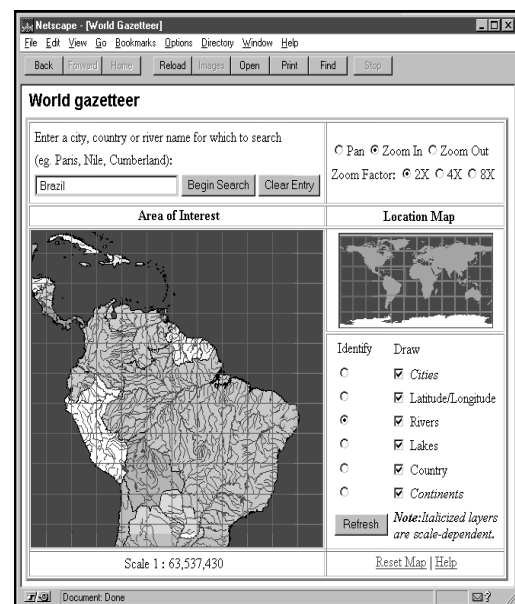 Netscape - [World Gazetteer]
File Edit View Go Bookmarks Options Directory Window Help
Back Forward Home Reload Images Open Print Find Stop
World gazetteer
Enter a city, country or river name for which to search
(eg. Paris, Nile, Cumberland):
Brazil Begin Search Clear Entry
Pan Zoom In Zoom Out
Zoom Factor: 2X 4X 8X
Area of Interest
Location Map
Identify Draw
Cities
Latitude/Longitude
Rivers
Lakes
Country
Continents
Refresh
Note:Italicized layers
are scale-dependent.
Scale 1 : 63,537,430
Reset Map | Help
Document: Done